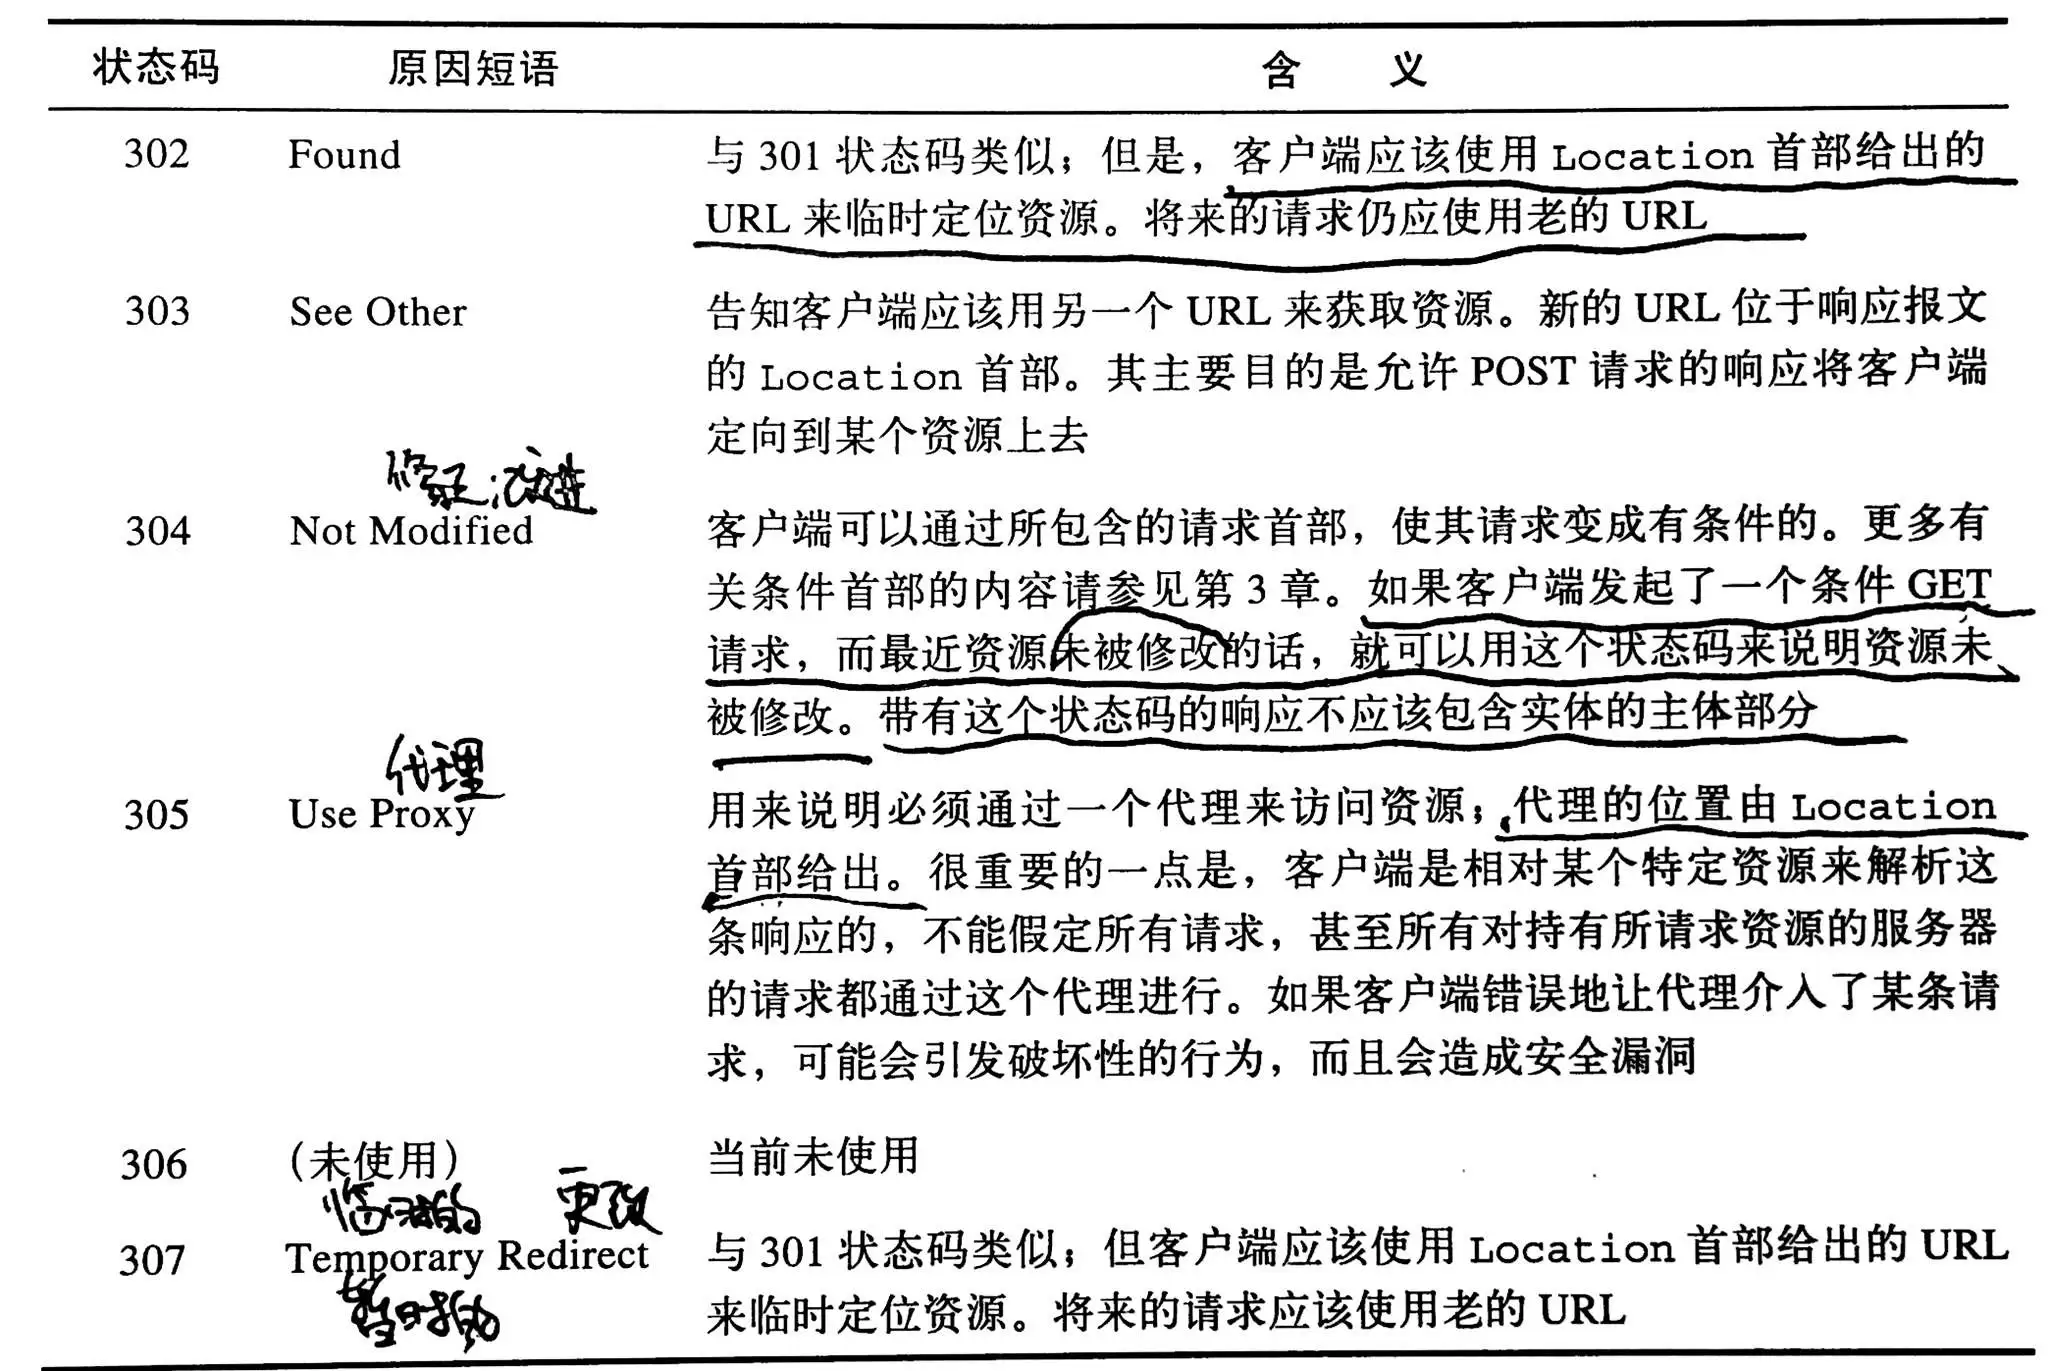 状态码 原因短语 含 义
302 Found 与 301 状态码类似；但是，客户端应该使用 Location 首部给出的
URL 来临时定位资源。将来的请求仍应使用老的 URL
303 See Other 告知客户端应该用另一个 URL 来获取资源。新的 URL 位于响应报文
的 Location 首部。其主要目的是允许 POST 请求的响应将客户端
定向到某个资源上去
修正；改进
304 Not Modified 客户端可以通过所包含的请求首部，使其请求变成有条件的。更多有
关条件首部的内容请参见第 3 章。如果客户端发起了一个条件 GET
请求，而最近资源未被修改的话，就可以用这个状态码来说明资源未
被修改。带有这个状态码的响应不应该包含实体的主体部分
代理
305 Use Proxy 用来说明必须通过一个代理来访问资源；代理的位置由 Location
首部给出。很重要的一点是，客户端是相对某个特定资源来解析这
条响应的，不能假定所有请求，甚至所有对持有所请求资源的服务器
的请求都通过这个代理进行。如果客户端错误地让代理介入了某条请
求，可能会引发破坏性的行为，而且会造成安全漏洞
306 （未使用） 当前未使用
临时的 更改
307 Temporary Redirect 与 301 状态码类似；但客户端应该使用 Location 首部给出的 URL
来临时定位资源。将来的请求应该使用老的 URL
暂时的